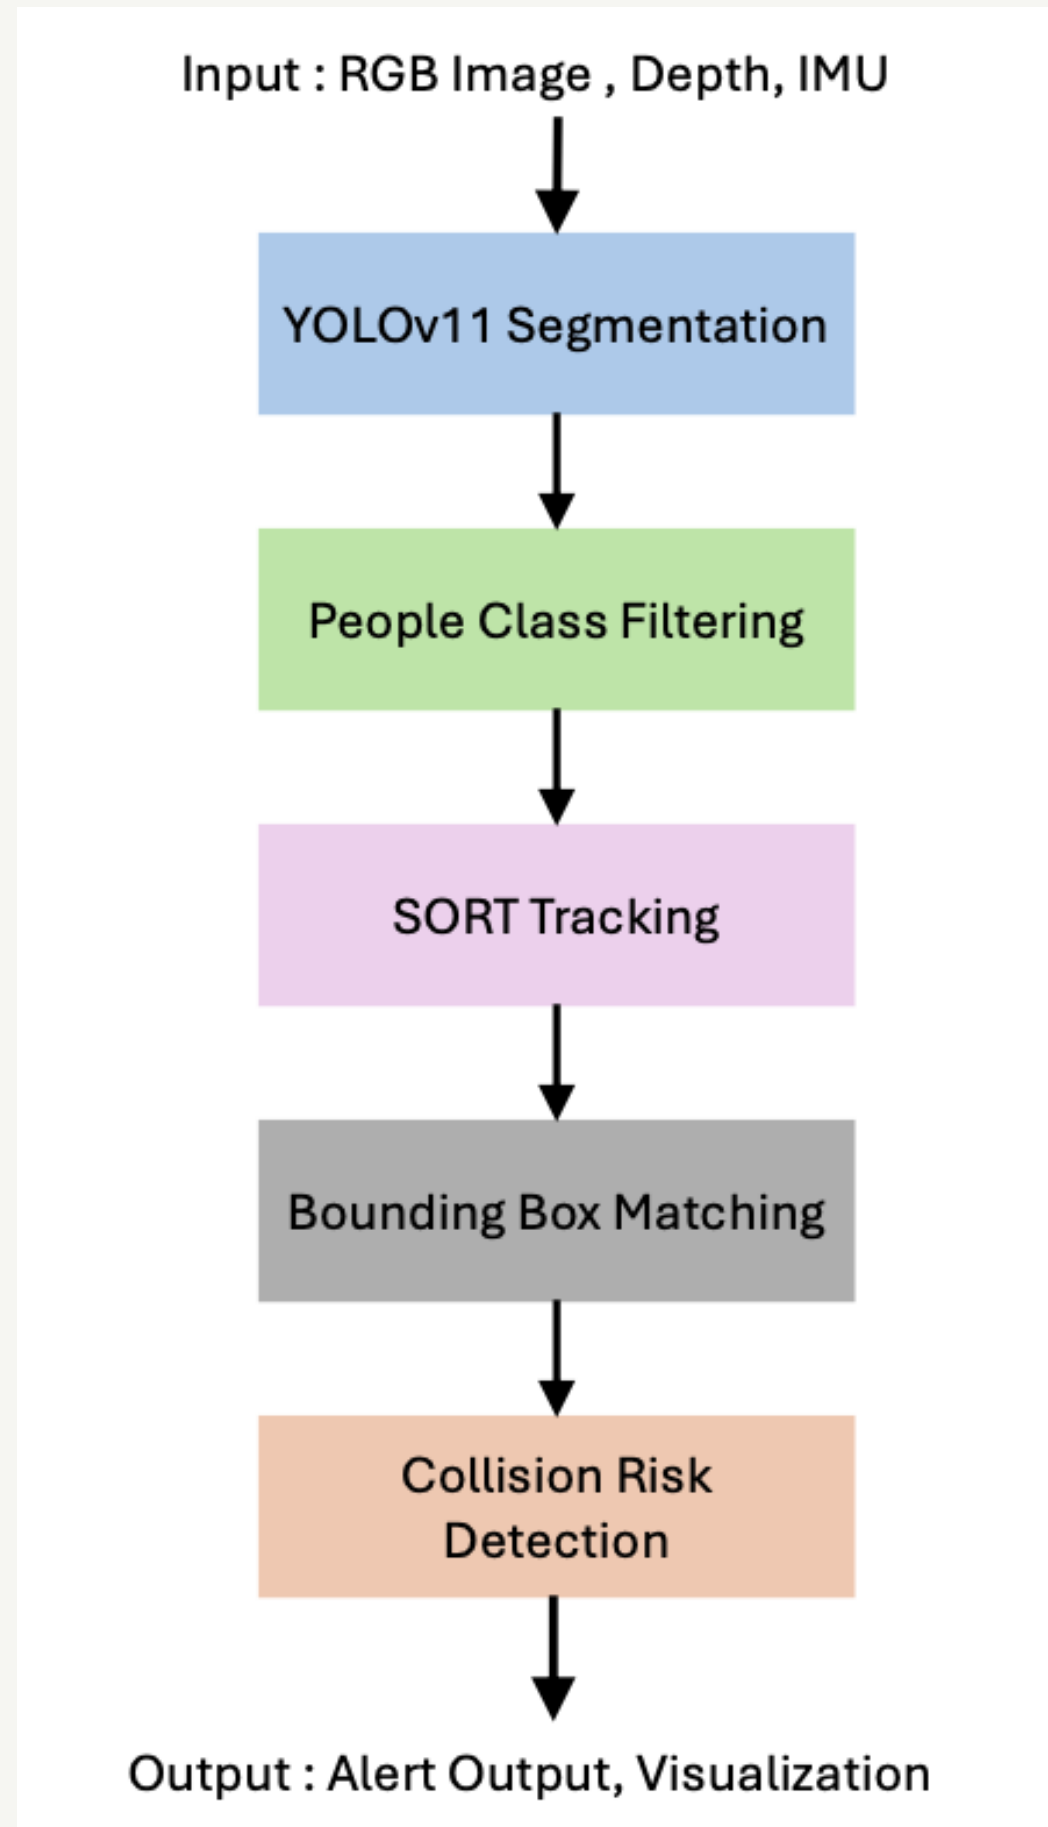 Input : RGB Image , Depth, IMU
YOLOv11 Segmentation
People Class Filtering
SORT Tracking
Bounding Box Matching
Collision Risk
Detection
Output : Alert Output, Visualization